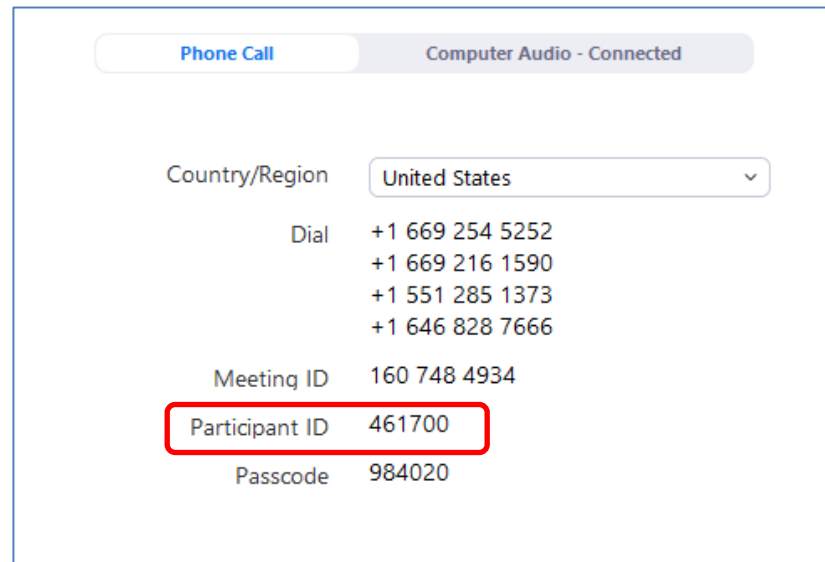 Phone Call Computer Audio - Connected
Country/Region United States
Dial +1 669 254 5252
+1 669 216 1590
+1 551 285 1373
+1 646 828 7666
Meeting ID 160 748 4934
Participant ID 461700
Passcode 984020